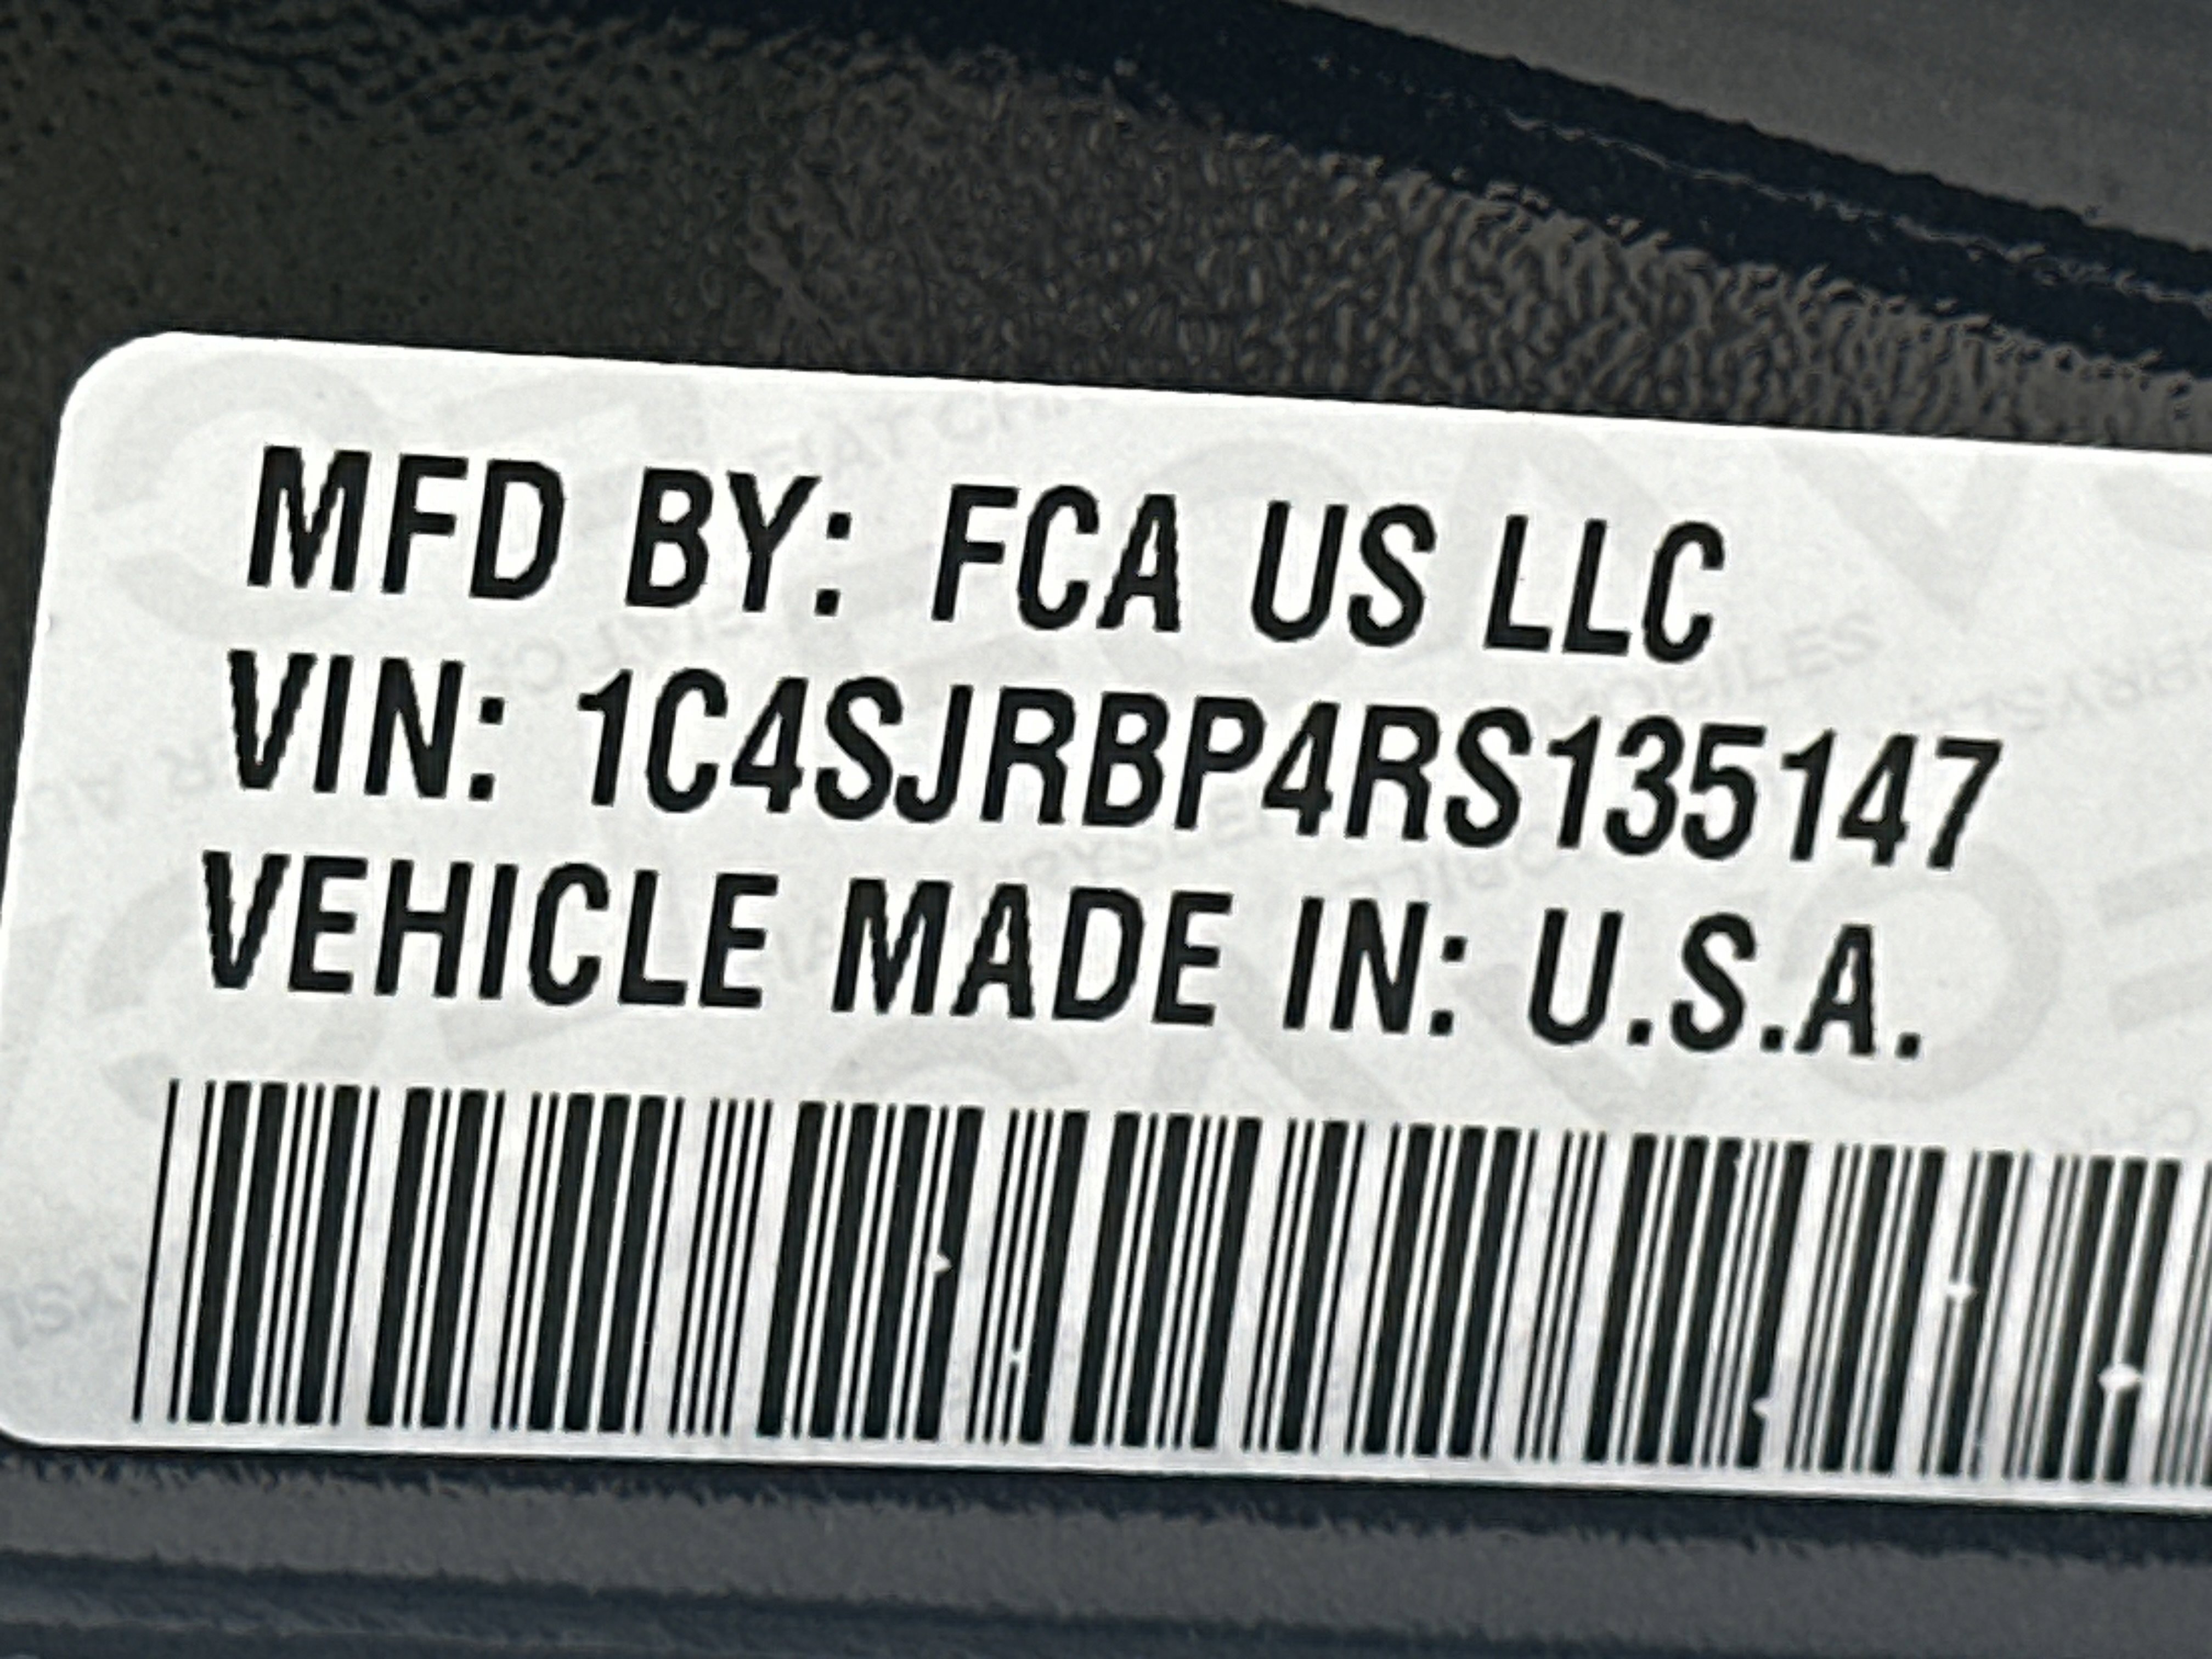 MFD BY: FCA US LLC
VIN: 1C4SJRBP4RS135147
VEHICLE MADE IN: U.S.A.